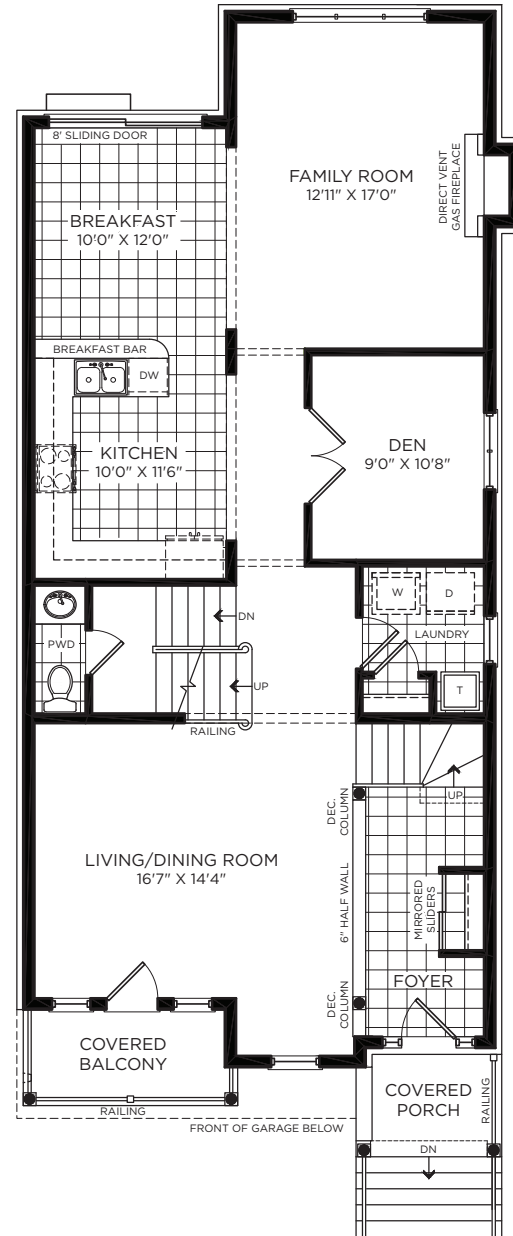 8' SLIDING DOOR
FAMILY ROOM
12'11" X 17'0"
DIRECT VENT
GAS FIREPLACE
BREAKFAST
10'0" X 12'0"
BREAKFAST BAR
DW
KITCHEN
10'0" X 11'6"
DEN
9'0" X 10'8"
W
D
LAUNDRY
T
DN
PWD
UP
RAILING
UP
DEC.
COLUMN
LIVING/DINING ROOM
16'7" X 14'4"
6" HALF WALL
MIRRORED
SLIDERS
DEC.
COLUMN
FOYER
COVERED
BALCONY
RAILING
FRONT OF GARAGE BELOW
COVERED
PORCH
RAILING
DN